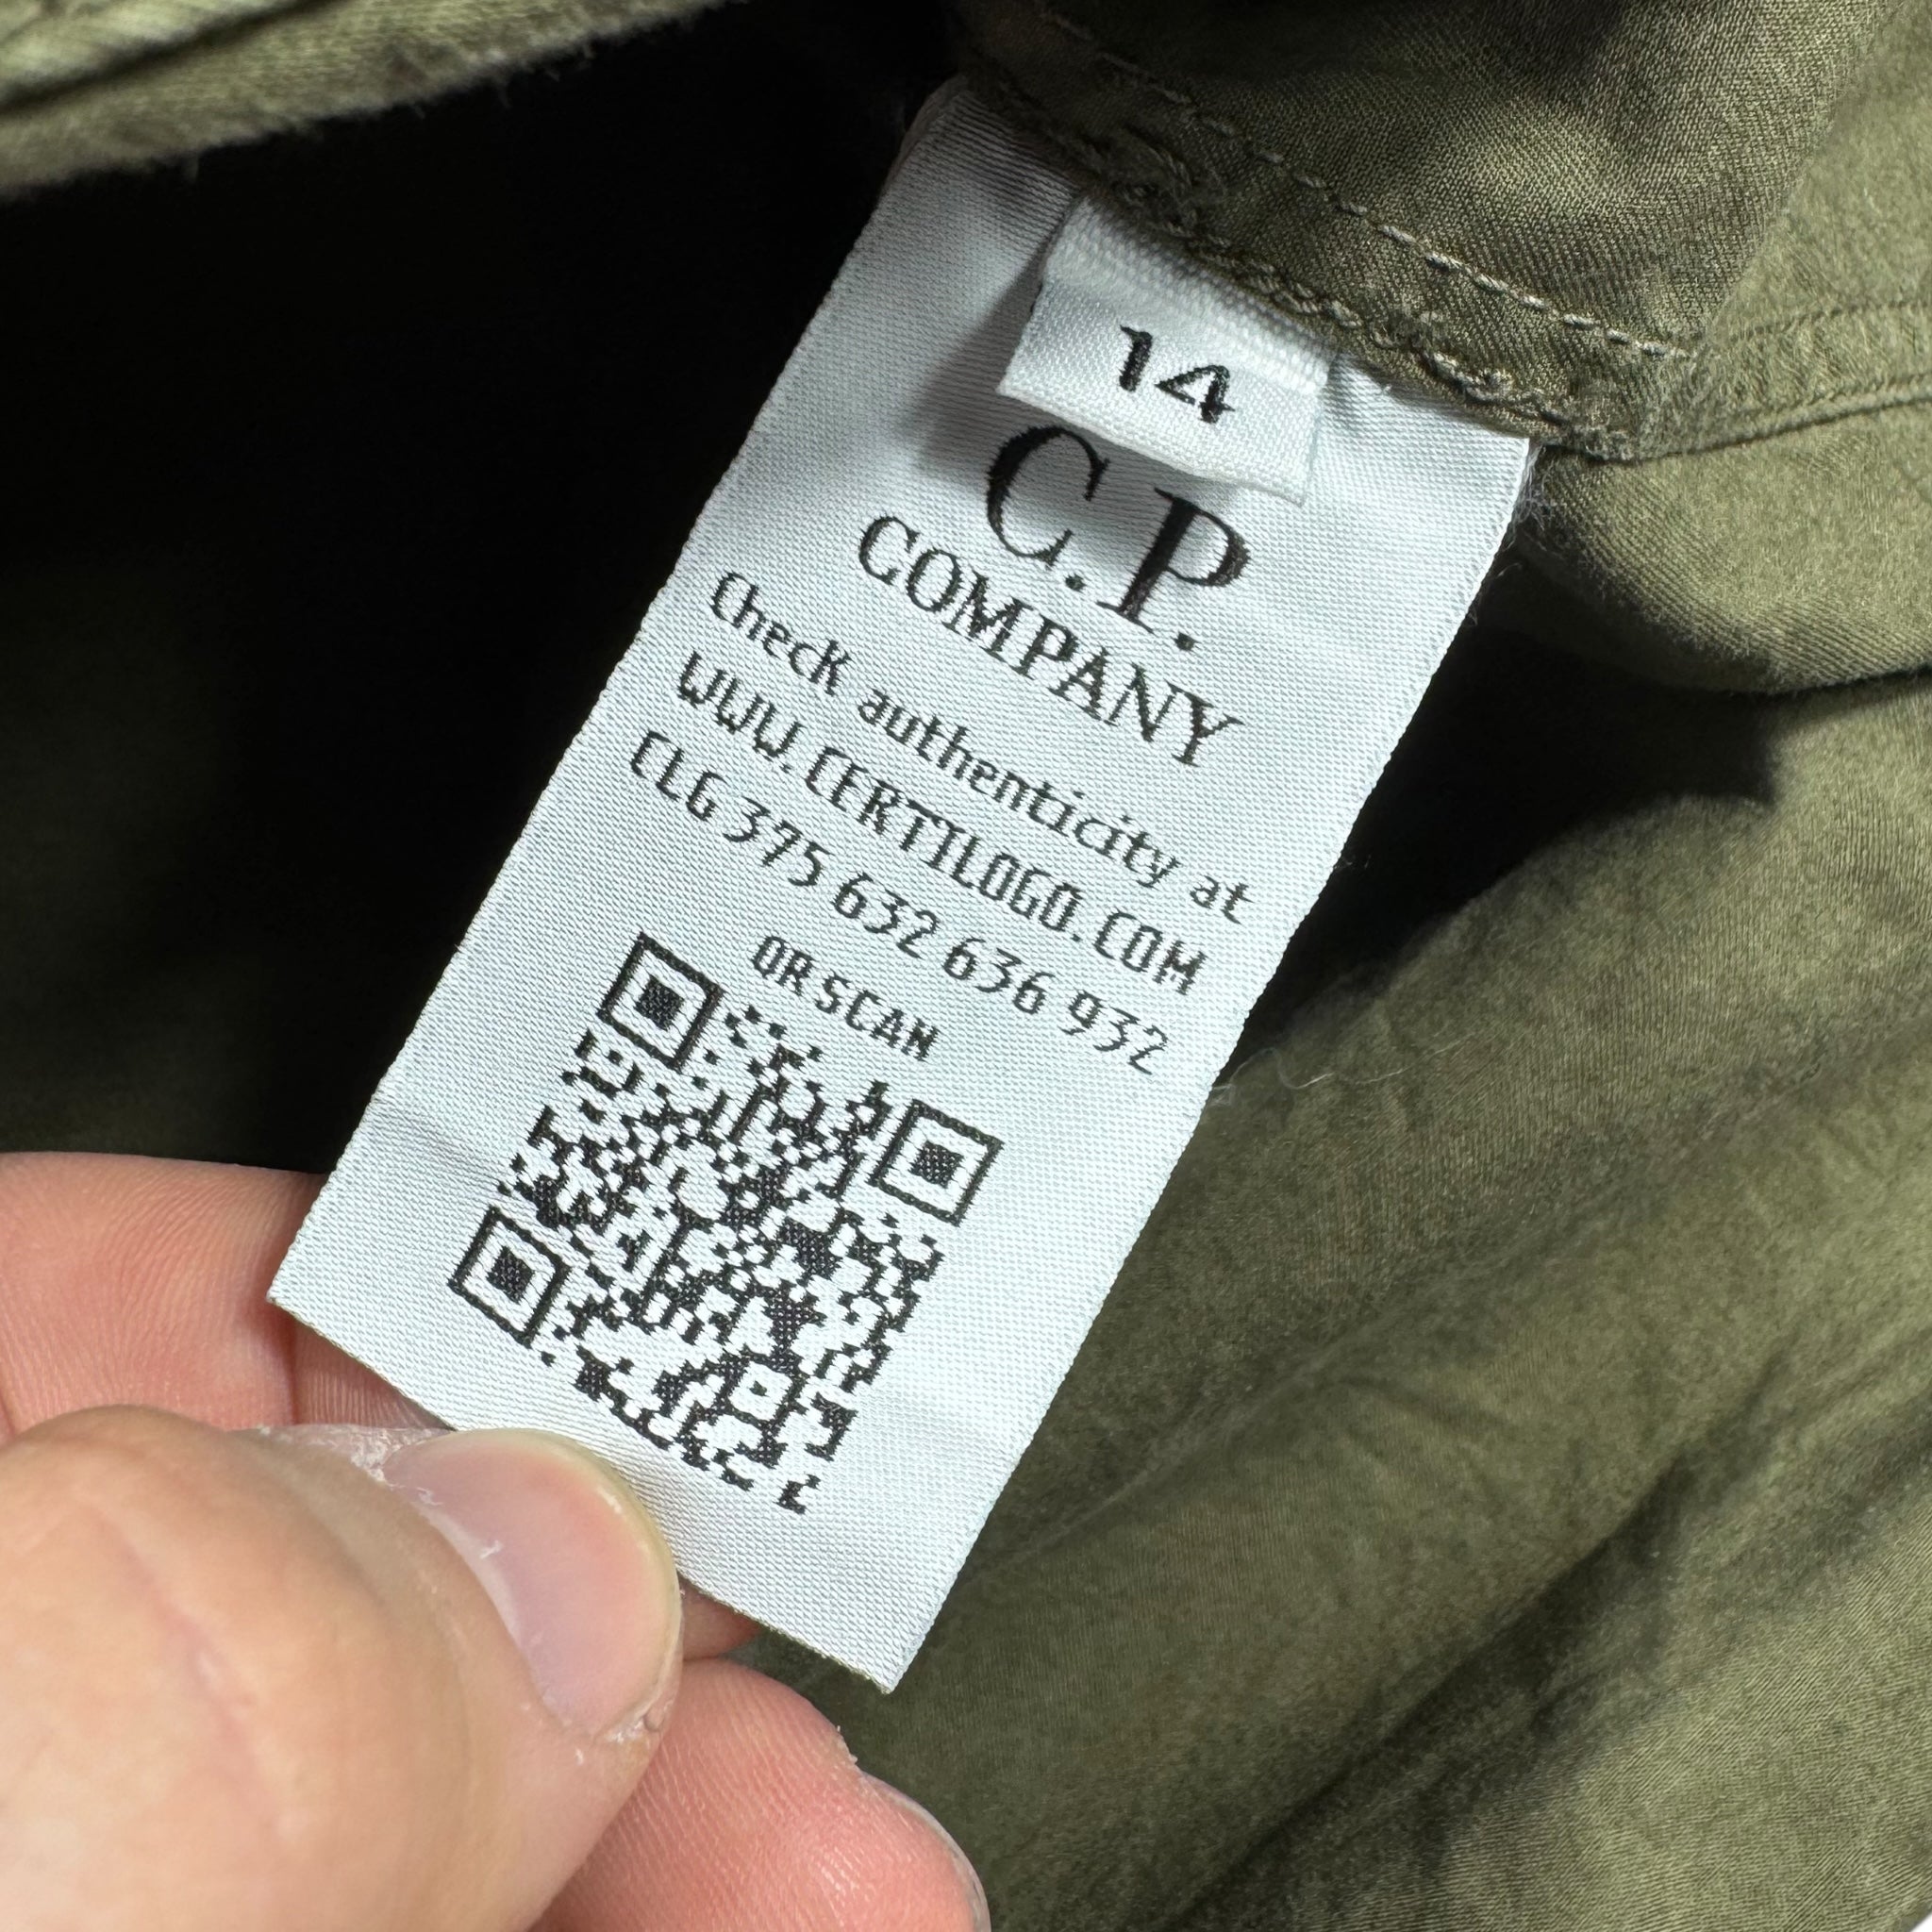 14
C.P.
COMPANY
Check authenticity at
WWW.CERTILOGO.COM
CLG 375 632 636 932
OR SCAN